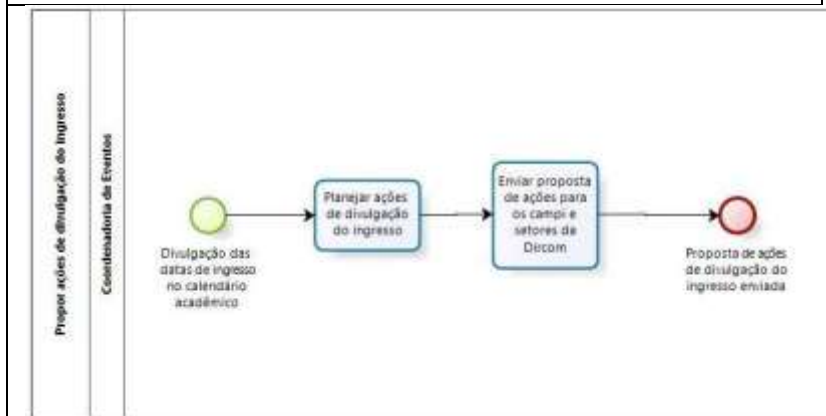 Propor ações de divulgação do ingresso
Coordenadoria de Eventos
Divulgação das
datas de ingresso
no calendário
acadêmico
Planejar ações
de divulgação
do ingresso
Enviar proposta
de ações para
os campi e
setores da
Dircom
Proposta de ações
de divulgação do
ingresso enviada